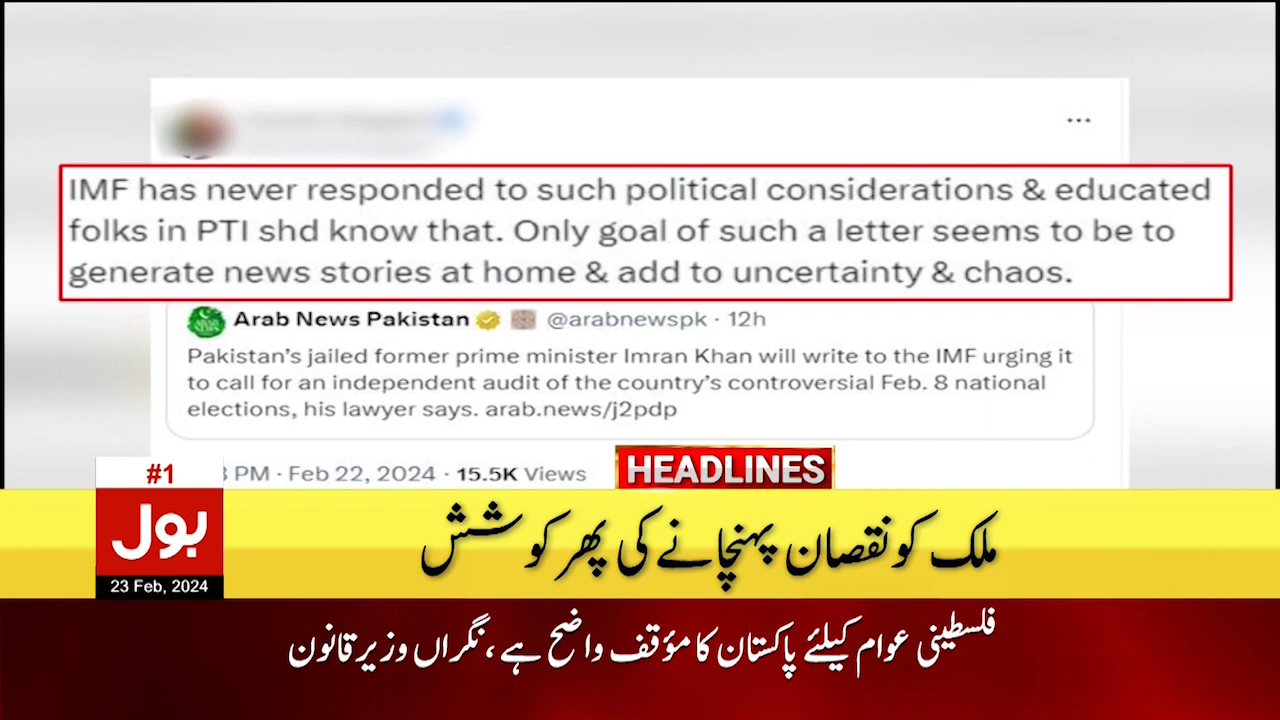 ...
IMF has never responded to such political considerations & educated
folks in PTI shd know that. Only goal of such a letter seems to be to
generate news stories at home & add to uncertainty & chaos.
Arab News Pakistan @arabnewspk · 12h
Pakistan's jailed former prime minister Imran Khan will write to the IMF urging it
to call for an independent audit of the country's controversial Feb. 8 national
elections, his lawyer says. arab.news/j2pdp
PM · Feb 22, 2024 · 15.5K Views
HEADLINES
#1
بول
23 Feb, 2024
ملک کو نقصان پہنچانے کی پھر کوشش
فلسطینی عوام کیلئے پاکستان کا مؤقف واضح ہے، نگراں وزیر قانون